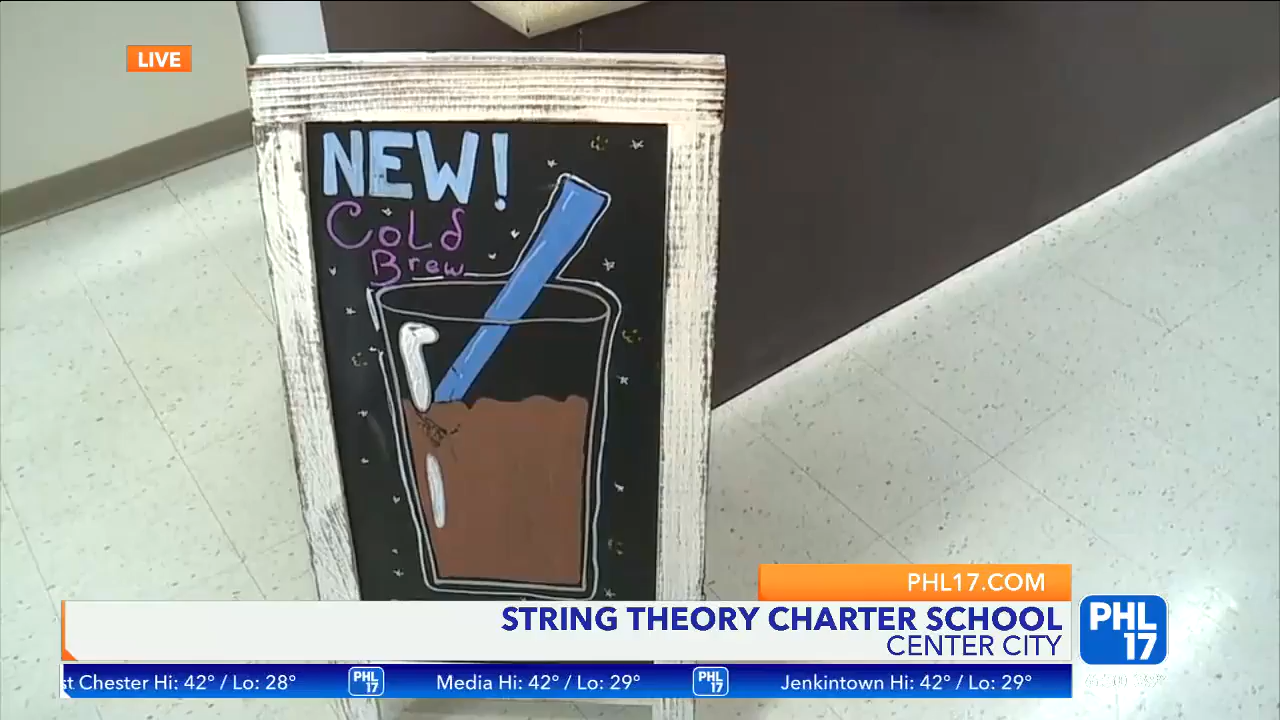 LIVE
NEW!
Cold
Brew
PHL17.COM
STRING THEORY CHARTER SCHOOL
CENTER CITY
PHL
17
st Chester Hi: 42° / Lo: 28°
PHL
17
Media Hi: 42° / Lo: 29°
PHL
17
Jenkintown Hi: 42° / Lo: 29°